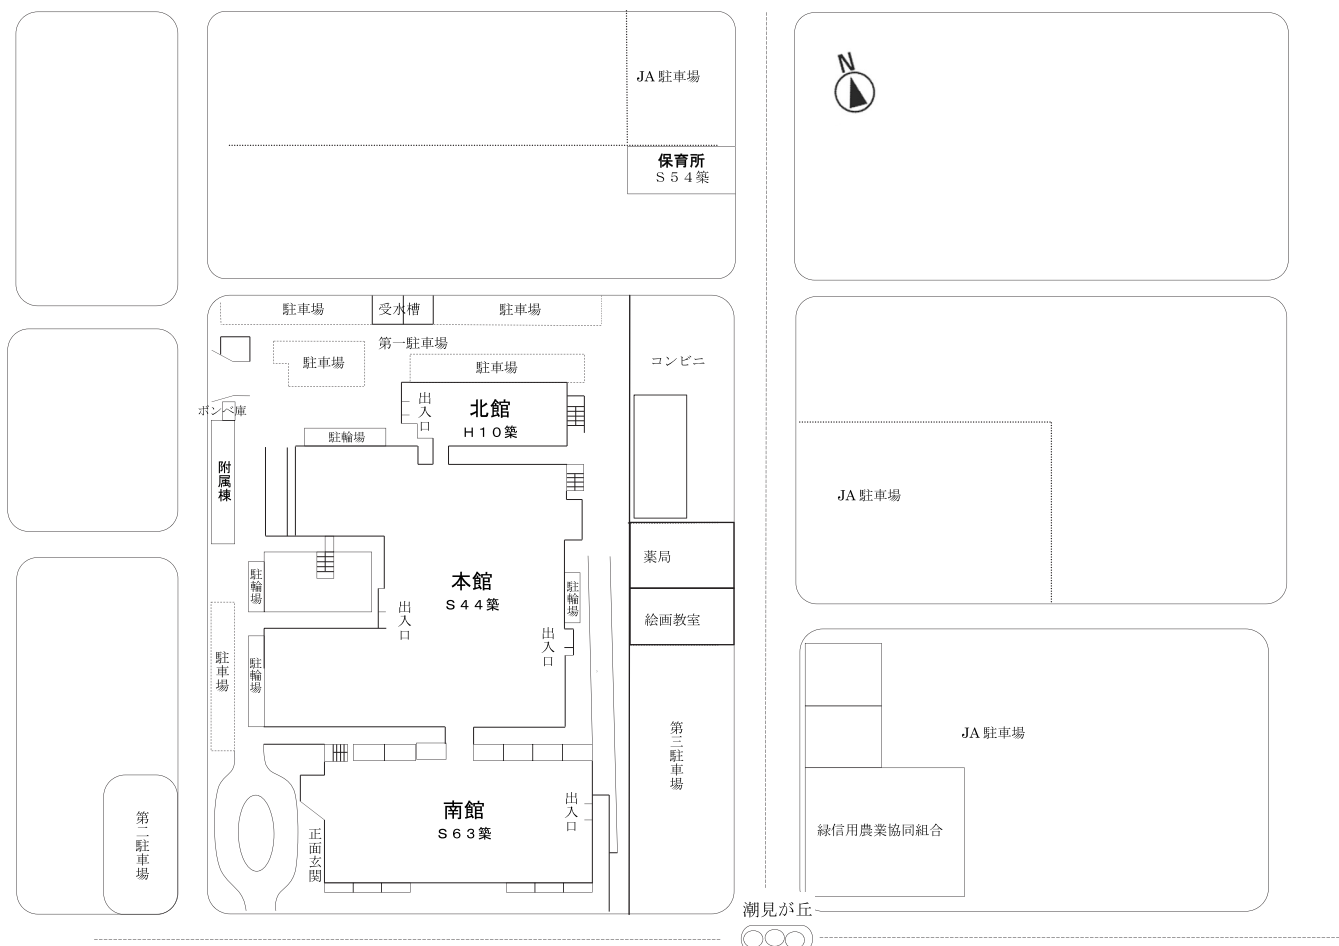 N
JA 駐車場
保育所
S54築
駐車場
受水槽
駐車場
第一駐車場
駐車場
駐車場
コンビニ
出入口
北館
H10築
ボンベ庫
駐輪場
附属棟
JA 駐車場
薬局
本館
S44築
駐輪場
駐輪場
出入口
絵画教室
出入口
駐車場
駐輪場
第三駐車場
JA 駐車場
南館
S63築
出入口
第二駐車場
正面玄関
緑信用農業協同組合
潮見が丘